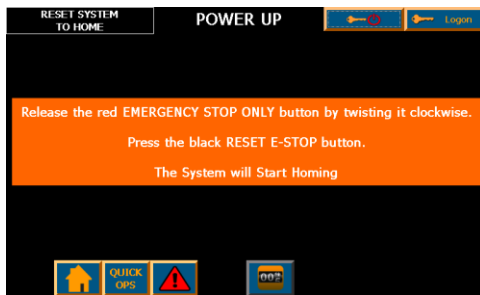 RESET SYSTEM
TO HOME
POWER UP
Logon
Release the red EMERGENCY STOP ONLY button by twisting it clockwise.
Press the black RESET E-STOP button.
The System will Start Homing
QUICK
OPS
002